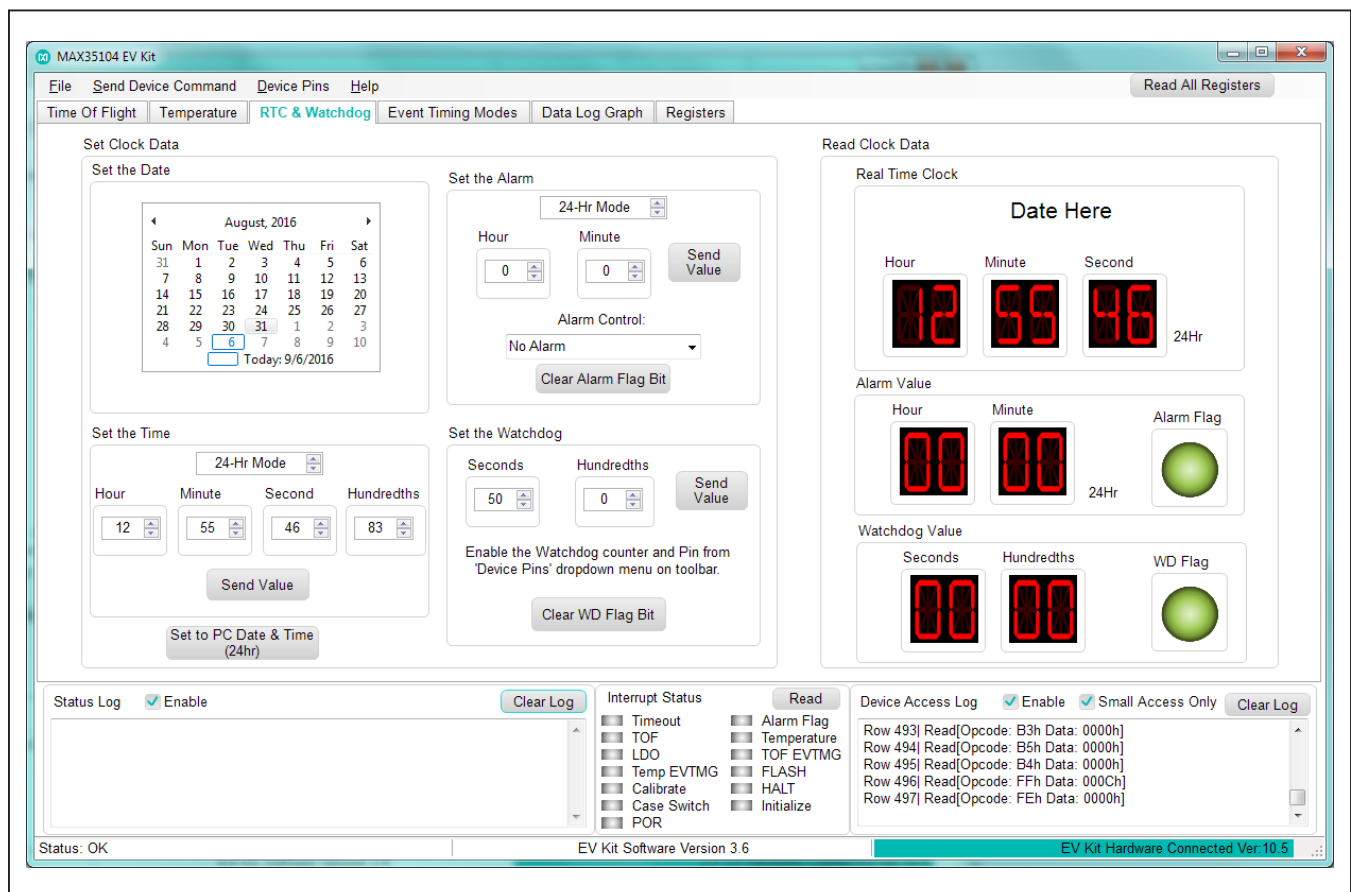 MAX35104 EV Kit
File Send Device Command Device Pins Help
Read All Registers
Time Of Flight Temperature RTC & Watchdog Event Timing Modes Data Log Graph Registers
Set Clock Data
Set the Date
August, 2016
Sun Mon Tue Wed Thu Fri Sat
31 1 2 3 4 5 6
7 8 9 10 11 12 13
14 15 16 17 18 19 20
21 22 23 24 25 26 27
28 29 30 31 1 2 3
4 5 6 7 8 9 10
Today: 9/6/2016
Set the Time
24-Hr Mode
Hour Minute Second Hundredths
12 55 46 83
Send Value
Set to PC Date & Time
(24hr)
Set the Alarm
24-Hr Mode
Hour Minute
0 0
Send
Value
Alarm Control:
No Alarm
Clear Alarm Flag Bit
Set the Watchdog
Seconds Hundredths
50 0
Send
Value
Enable the Watchdog counter and Pin from
'Device Pins' dropdown menu on toolbar.
Clear WD Flag Bit
Read Clock Data
Real Time Clock
Date Here
Hour Minute Second
12 55 46
24Hr
Alarm Value
Hour Minute
00 00
24Hr
Alarm Flag
Watchdog Value
Seconds Hundredths
00 00
WD Flag
Status Log Enable Clear Log
Interrupt Status Read
Timeout Alarm Flag
TOF Temperature
LDO TOF EVTMG
Temp EVTMG FLASH
Calibrate HALT
Case Switch Initialize
POR
Device Access Log Enable Small Access Only Clear Log
Row 493| Read[Opcode: B3h Data: 0000h]
Row 494| Read[Opcode: B5h Data: 0000h]
Row 495| Read[Opcode: B4h Data: 0000h]
Row 496| Read[Opcode: FFh Data: 000Ch]
Row 497| Read[Opcode: FEh Data: 0000h]
Status: OK
EV Kit Software Version 3.6
EV Kit Hardware Connected Ver:10.5